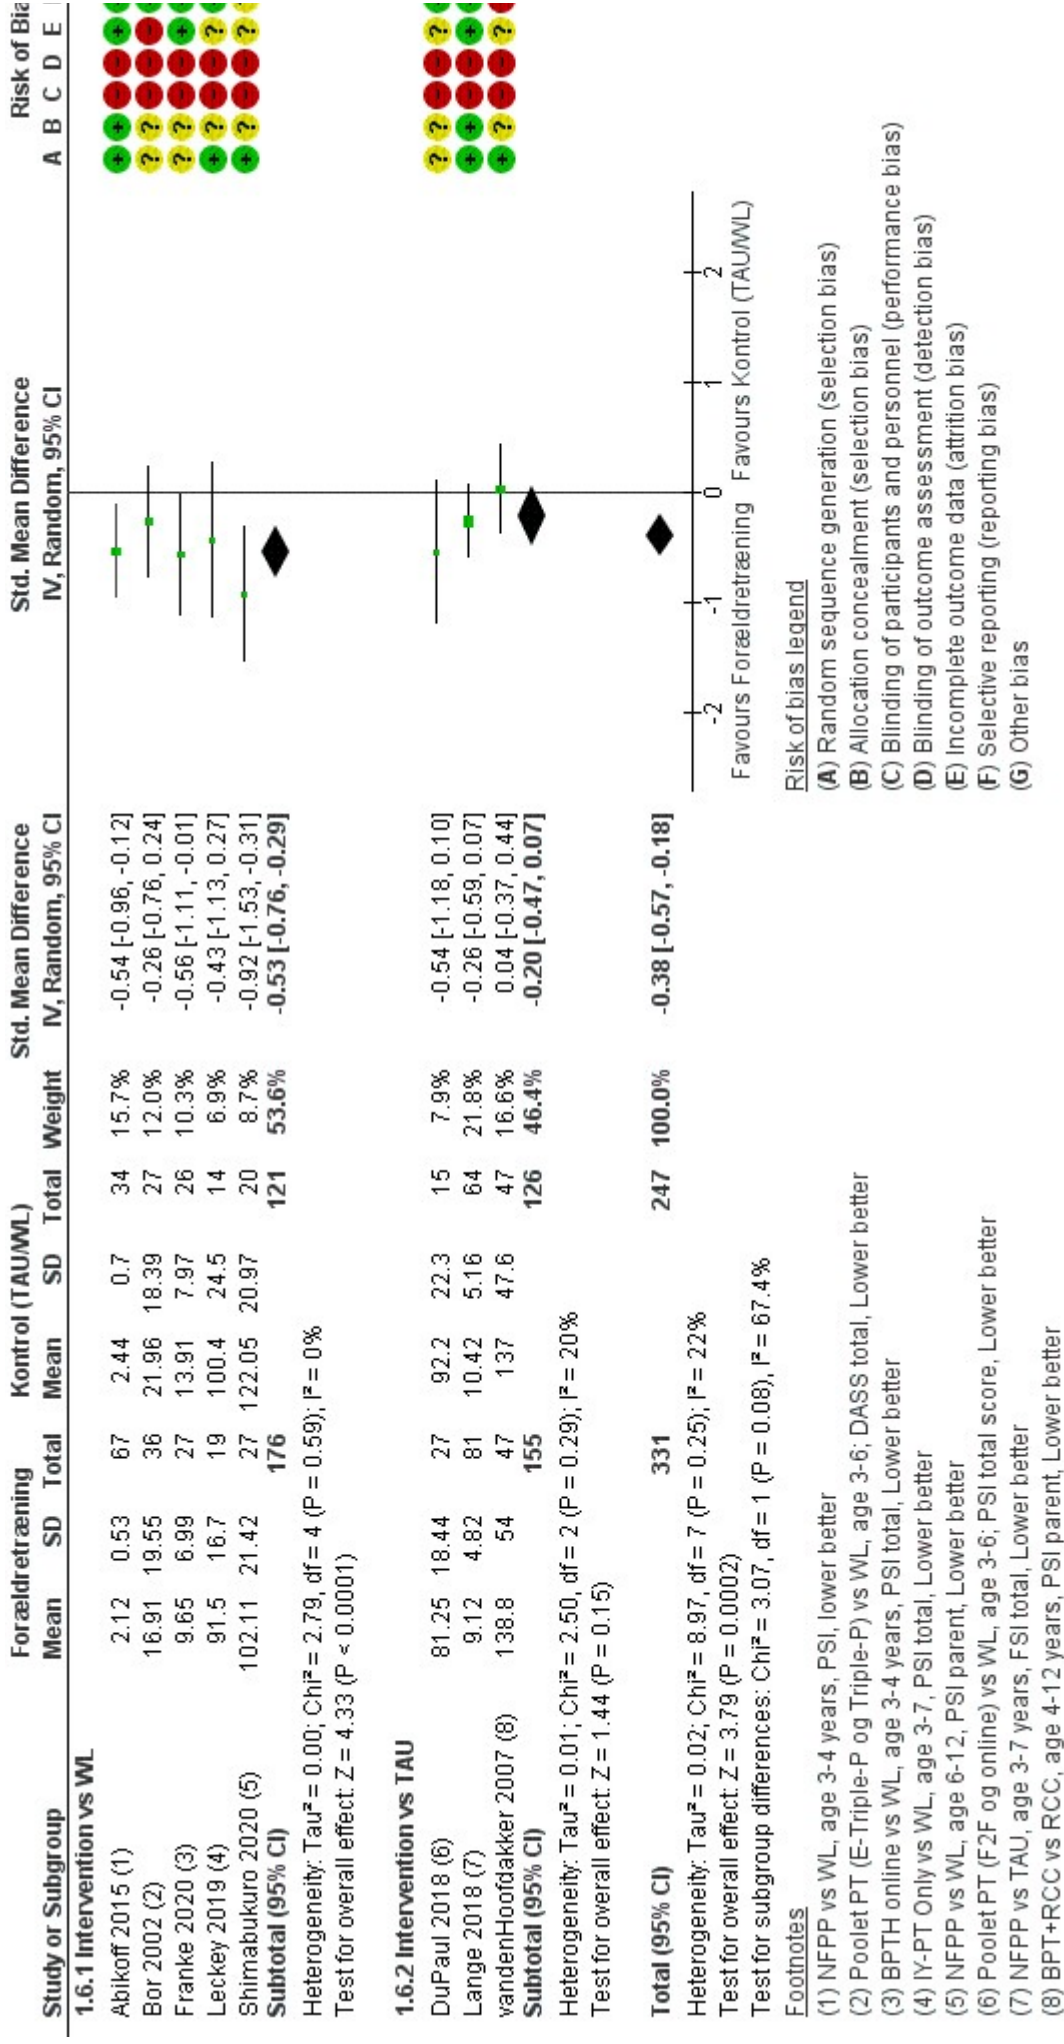 Forældretræning Kontrol (TAU/WL) Std. Mean Difference Std. Mean Difference Risk of Bia
Study or Subgroup Mean SD Total Mean SD Total Weight IV, Random, 95% CI IV, Random, 95% CI A B C D E
1.6.1 Intervention vs WL
Abikoff 2015 (1) 2.12 0.53 67 2.44 0.7 34 15.7% -0.54 [-0.96, -0.12] + + - - +
Bor 2002 (2) 16.91 19.55 36 21.96 18.39 27 12.0% -0.26 [-0.76, 0.24] ? ? - - -
Franke 2020 (3) 9.65 6.99 27 13.91 7.97 26 10.3% -0.56 [-1.11, -0.01] ? ? - - +
Leckey 2019 (4) 91.5 16.7 19 100.4 24.5 14 6.9% -0.43 [-1.13, 0.27] + ? - - ?
Shimabukuro 2020 (5) 102.11 21.42 27 122.05 20.97 20 8.7% -0.92 [-1.53, -0.31] + ? - - ?
Subtotal (95% CI) 176 121 53.6% -0.53 [-0.76, -0.29]
Heterogeneity: Tau² = 0.00; Chi² = 2.79, df = 4 (P = 0.59); I² = 0%
Test for overall effect: Z = 4.33 (P < 0.0001)
1.6.2 Intervention vs TAU
DuPaul 2018 (6) 81.25 18.44 27 92.2 22.3 15 7.9% -0.54 [-1.18, 0.10] ? ? - - ?
Lange 2018 (7) 9.12 4.82 81 10.42 5.16 64 21.8% -0.26 [-0.59, 0.07] + + - - +
vandenHoofdakker 2007 (8) 138.8 54 47 137 47.6 47 16.6% 0.04 [-0.37, 0.44] + ? - - ?
Subtotal (95% CI) 155 126 46.4% -0.20 [-0.47, 0.07]
Heterogeneity: Tau² = 0.01; Chi² = 2.50, df = 2 (P = 0.29); I² = 20%
Test for overall effect: Z = 1.44 (P = 0.15)
Total (95% CI) 331 247 100.0% -0.38 [-0.57, -0.18]
Heterogeneity: Tau² = 0.02; Chi² = 8.97, df = 7 (P = 0.25); I² = 22%
Test for overall effect: Z = 3.79 (P = 0.0002)
Test for subgroup differences: Chi² = 3.07, df = 1 (P = 0.08), I² = 67.4%
-2 -1 0 1 2
Favours Forældretræning Favours Kontrol (TAU/WL)
Footnotes
(1) NFPP vs WL, age 3-4 years, PSI, lower better
(2) Poolet PT (E-Triple-P og Triple-P) vs WL, age 3-6; DASS total, Lower better
(3) BPTH online vs WL, age 3-4 years, PSI total, Lower better
(4) IY-PT Only vs WL, age 3-7, PSI total, Lower better
(5) NFPP vs WL, age 6-12, PSI parent, Lower better
(6) Poolet PT (F2F og online) vs WL, age 3-6; PSI total score, Lower better
(7) NFPP vs TAU, age 3-7 years, FSI total, Lower better
(8) BPT+RCC vs RCC, age 4-12 years, PSI parent, Lower better
Risk of bias legend
(A) Random sequence generation (selection bias)
(B) Allocation concealment (selection bias)
(C) Blinding of participants and personnel (performance bias)
(D) Blinding of outcome assessment (detection bias)
(E) Incomplete outcome data (attrition bias)
(F) Selective reporting (reporting bias)
(G) Other bias